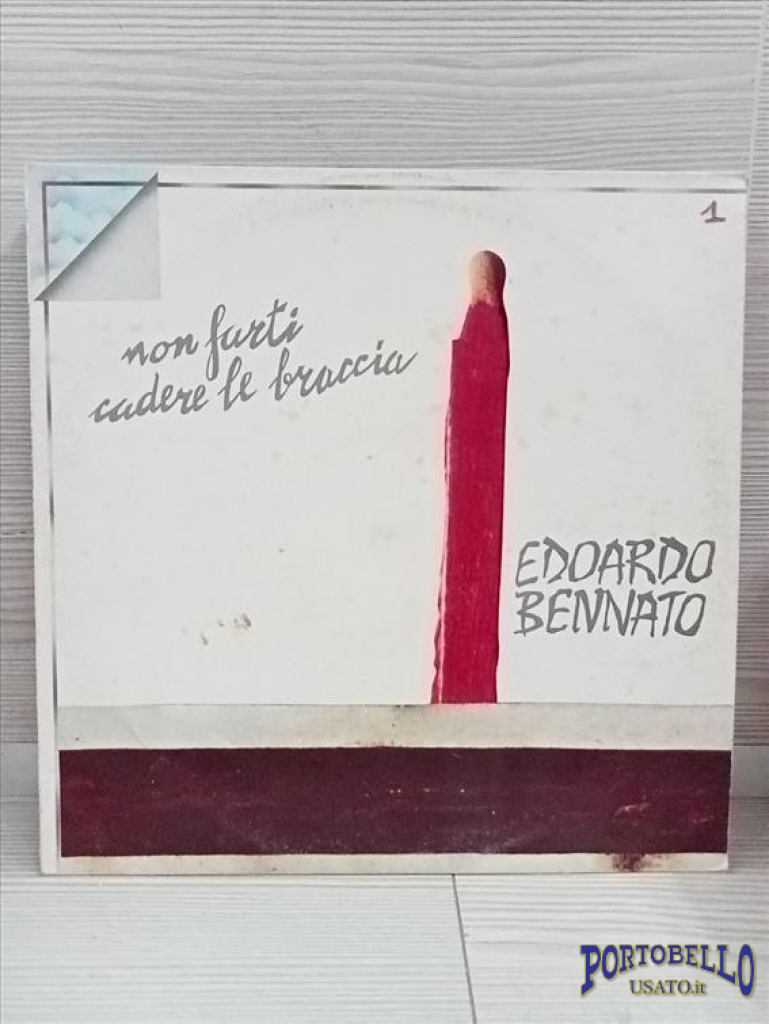 1
non farti
cadere le braccia
EDOARDO
BENNATO
PORTOBELLO
USATO.it